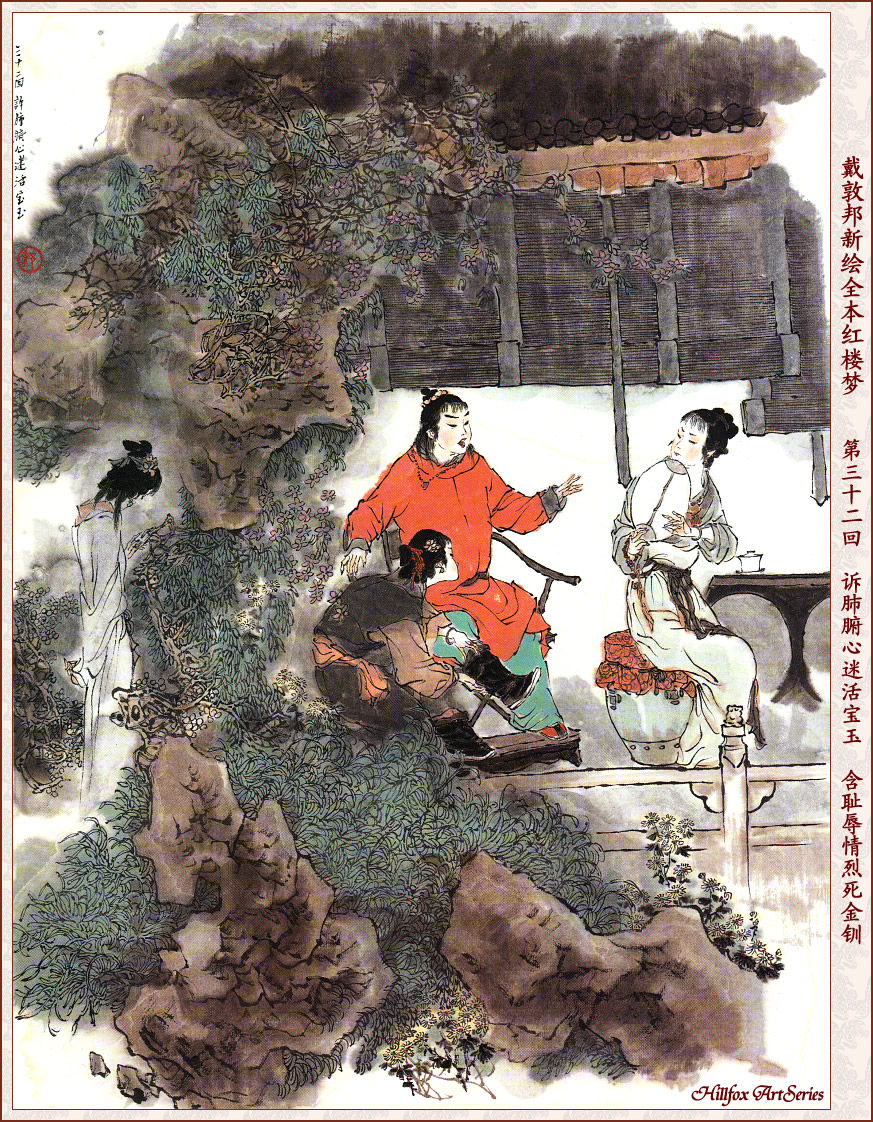 戴敦邦新绘全本红楼梦 第三十二回 诉肺腑心迷活宝玉 含耻辱情烈死金钏
三十二回 訴肺腑心迷活宝玉
Hillfox ArtSeries